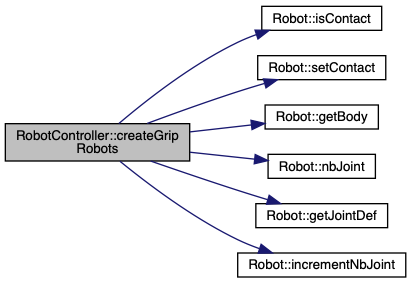 Robot::isContact
Robot::setContact
Robot::getBody
RobotController::createGrip
Robots
Robot::nbJoint
Robot::getJointDef
Robot::incrementNbJoint